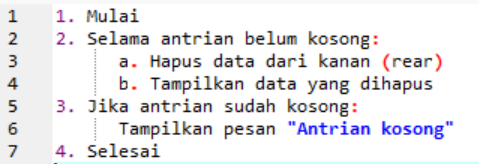 1 1. Mulai
2 2. Selama antrian belum kosong:
3 a. Hapus data dari kanan (rear)
4 b. Tampilkan data yang dihapus
5 3. Jika antrian sudah kosong:
6 Tampilkan pesan "Antrian kosong"
7 4. Selesai